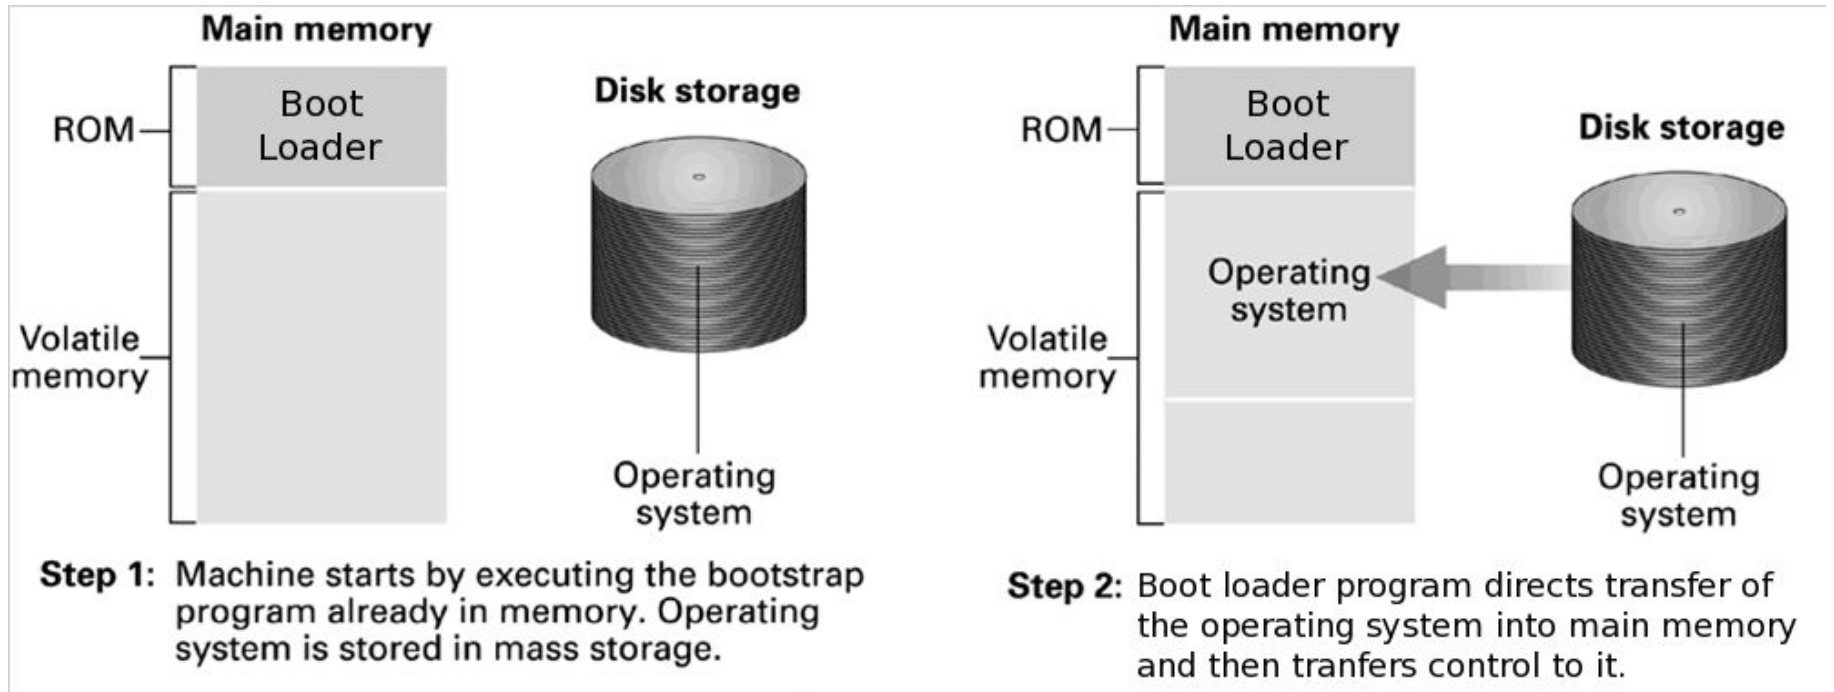 Main memory
Boot
Loader
ROM
Disk storage
Volatile
memory
Operating
system
Step 1: Machine starts by executing the bootstrap
program already in memory. Operating
system is stored in mass storage.
Main memory
Boot
Loader
ROM
Disk storage
Operating
system
Volatile
memory
Operating
system
Step 2: Boot loader program directs transfer of
the operating system into main memory
and then tranfers control to it.